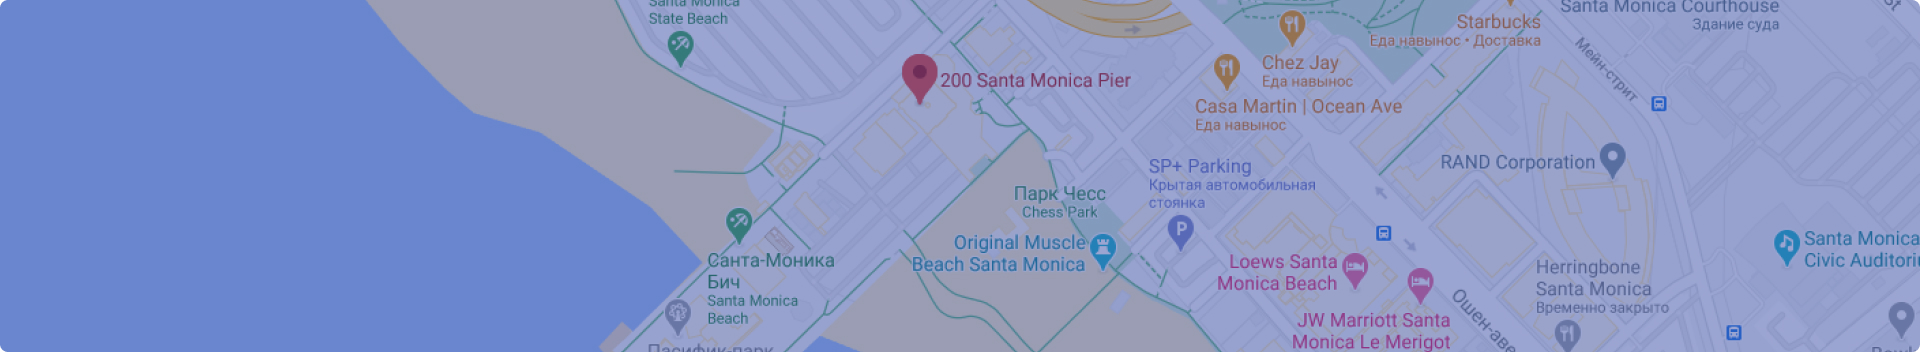 Santa Monica
State Beach
200 Santa Monica Pier
Chez Jay
Еда навынос
Casa Martin | Ocean Ave
Еда навынос
Starbucks
Еда навынос • Доставка
Santa Monica Courthouse
Здание суда
St
Мейн-стрит
RAND Corporation
SP+ Parking
Крытая автомобильная
стоянка
P
Парк Чесс
Chess Park
Original Muscle
Beach Santa Monica
Санта-Моника
Бич
Santa Monica
Beach
Пасифик-парк
Loews Santa
Monica Beach
JW Marriott Santa
Monica Le Merigot
Ошен-аве
Herringbone
Santa Monica
Временно закрыто
Santa Monica
Civic Auditori